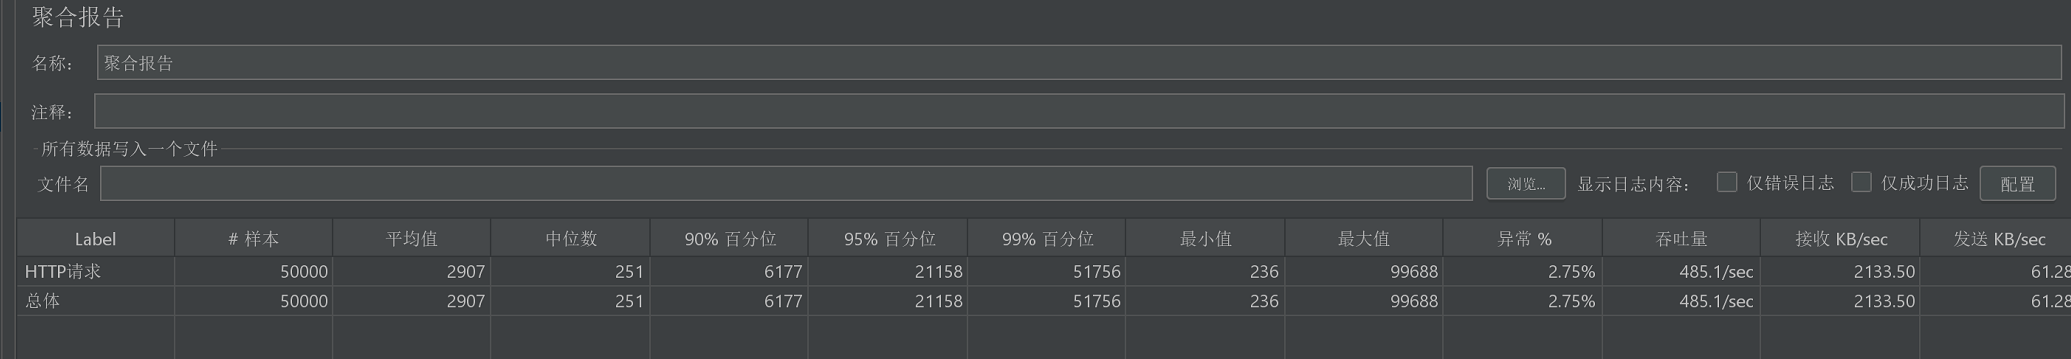 聚合报告
名称： 聚合报告
注释：
所有数据写入一个文件
文件名 浏览... 显示日志内容： 仅错误日志 仅成功日志 配置
Label # 样本 平均值 中位数 90% 百分位 95% 百分位 99% 百分位 最小值 最大值 异常 % 吞吐量 接收 KB/sec 发送 KB/sec
HTTP请求 50000 2907 251 6177 21158 51756 236 99688 2.75% 485.1/sec 2133.50 61.28
总体 50000 2907 251 6177 21158 51756 236 99688 2.75% 485.1/sec 2133.50 61.28